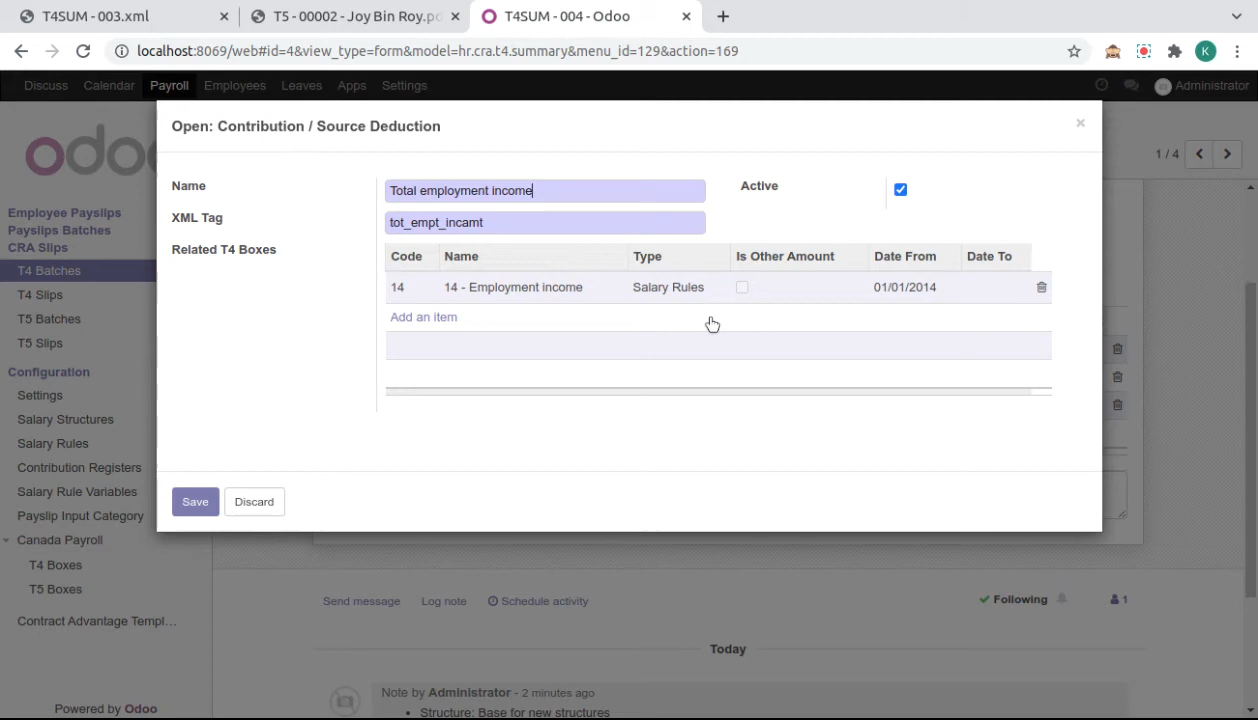 T4SUM - 003.xml
T5 - 00002 - Joy Bin Roy.p
T4SUM - 004 - Odoo
localhost:8069/web#id=4&view_type=form&model=hr.cra.t4.summary&menu_id=129&action=169
K
Discuss Calendar Payroll Employees Leaves Apps Settings Administrator
odoo
Open: Contribution / Source Deduction
×
1 / 4
Name Total employment income Active
XML Tag tot_empt_incamt
Related T4 Boxes
Code Name Type Is Other Amount Date From Date To
14 14 - Employment income Salary Rules 01/01/2014
Add an item
Save Discard
Employee Payslips
Payslips Batches
CRA Slips
T4 Batches
T4 Slips
T5 Batches
T5 Slips
Configuration
Settings
Salary Structures
Salary Rules
Contribution Registers
Salary Rule Variables
Payslip Input Category
Canada Payroll
T4 Boxes
T5 Boxes
Contract Advantage Templ…
Powered by Odoo
Send message Log note Schedule activity Following 1
Today
Note by Administrator - 2 minutes ago
• Structure: Base for new structures